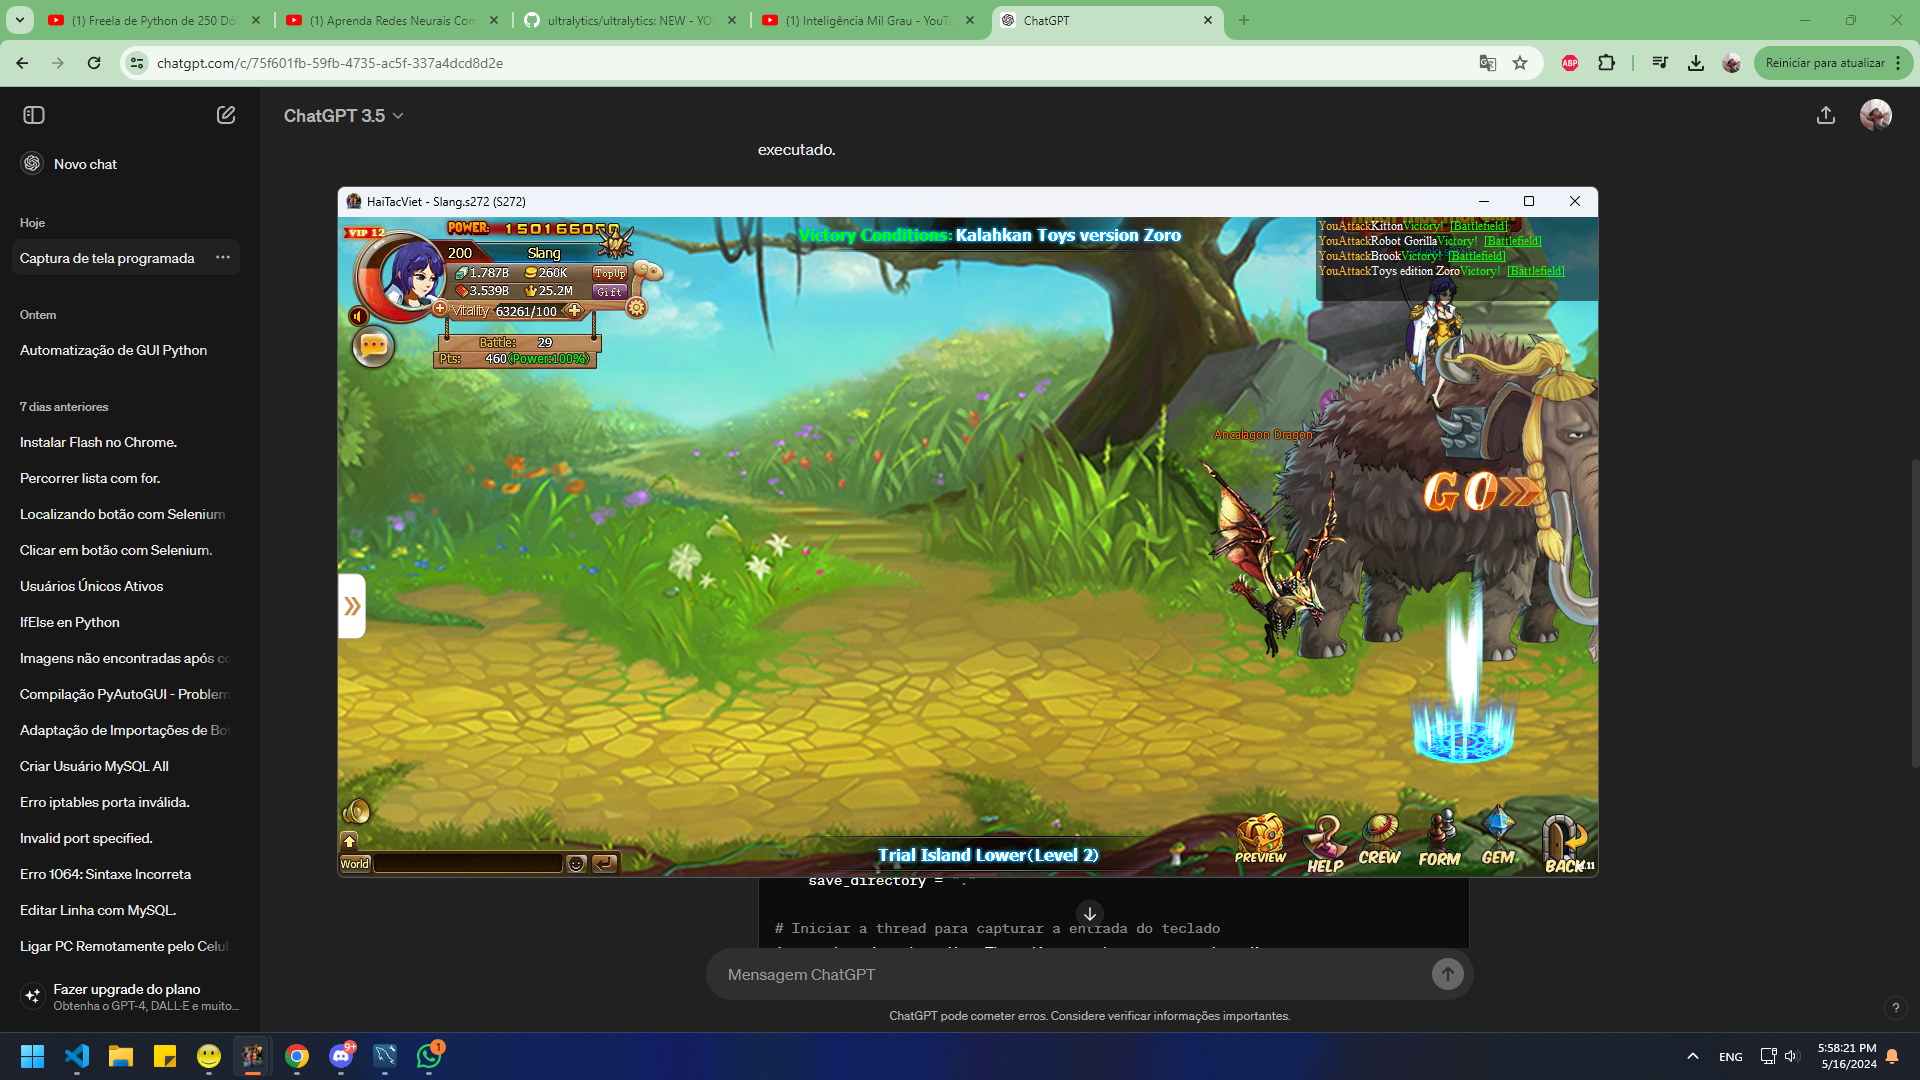 (1) Freela de Python de 250 Dól
(1) Aprenda Redes Neurais Com
ultralytics/ultralytics: NEW - YO
(1) Inteligência Mil Grau - YouTu
ChatGPT
chatgpt.com/c/75f601fb-59fb-4735-ac5f-337a4dcd8d2e
ABP
Reiniciar para atualizar
ChatGPT 3.5
Novo chat
Hoje
Captura de tela programada
Ontem
Automatização de GUI Python
7 dias anteriores
Instalar Flash no Chrome.
Percorrer lista com for.
Localizando botão com Selenium
Clicar em botão com Selenium.
Usuários Únicos Ativos
IfElse en Python
Imagens não encontradas após co
Compilação PyAutoGUI - Problem
Adaptação de Importações de Bot
Criar Usuário MySQL All
Erro iptables porta inválida.
Invalid port specified.
Erro 1064: Sintaxe Incorreta
Editar Linha com MySQL.
Ligar PC Remotamente pelo Celul
Fazer upgrade do plano
Obtenha o GPT-4, DALL·E e muito...
executado.
HaiTacViet - Slang.s272 (S272)
VIP 12
POWER: 150166050
200 Slang
1.787B 260K TopUp
3.539B 25.2M Gift
Vitality 63261/100
Battle: 29
Pts: 460(Power:100%)
Victory Conditions: Kalahkan Toys version Zoro
YouAttackKittonVictory! [Battlefield]
YouAttackRobot GorillaVictory! [Battlefield]
YouAttackBrookVictory! [Battlefield]
YouAttackToys edition ZoroVictory! [Battlefield]
Ancalagon Dragon
GO
World
Trial Island Lower(Level 2)
PREVIEW
HELP
CREW
FORM
GEM
BACK
save_directory = "."
# Iniciar a thread para capturar a entrada do teclado
Mensagem ChatGPT
ChatGPT pode cometer erros. Considere verificar informações importantes.
?
9+
1
ENG
5:58:21 PM
5/16/2024